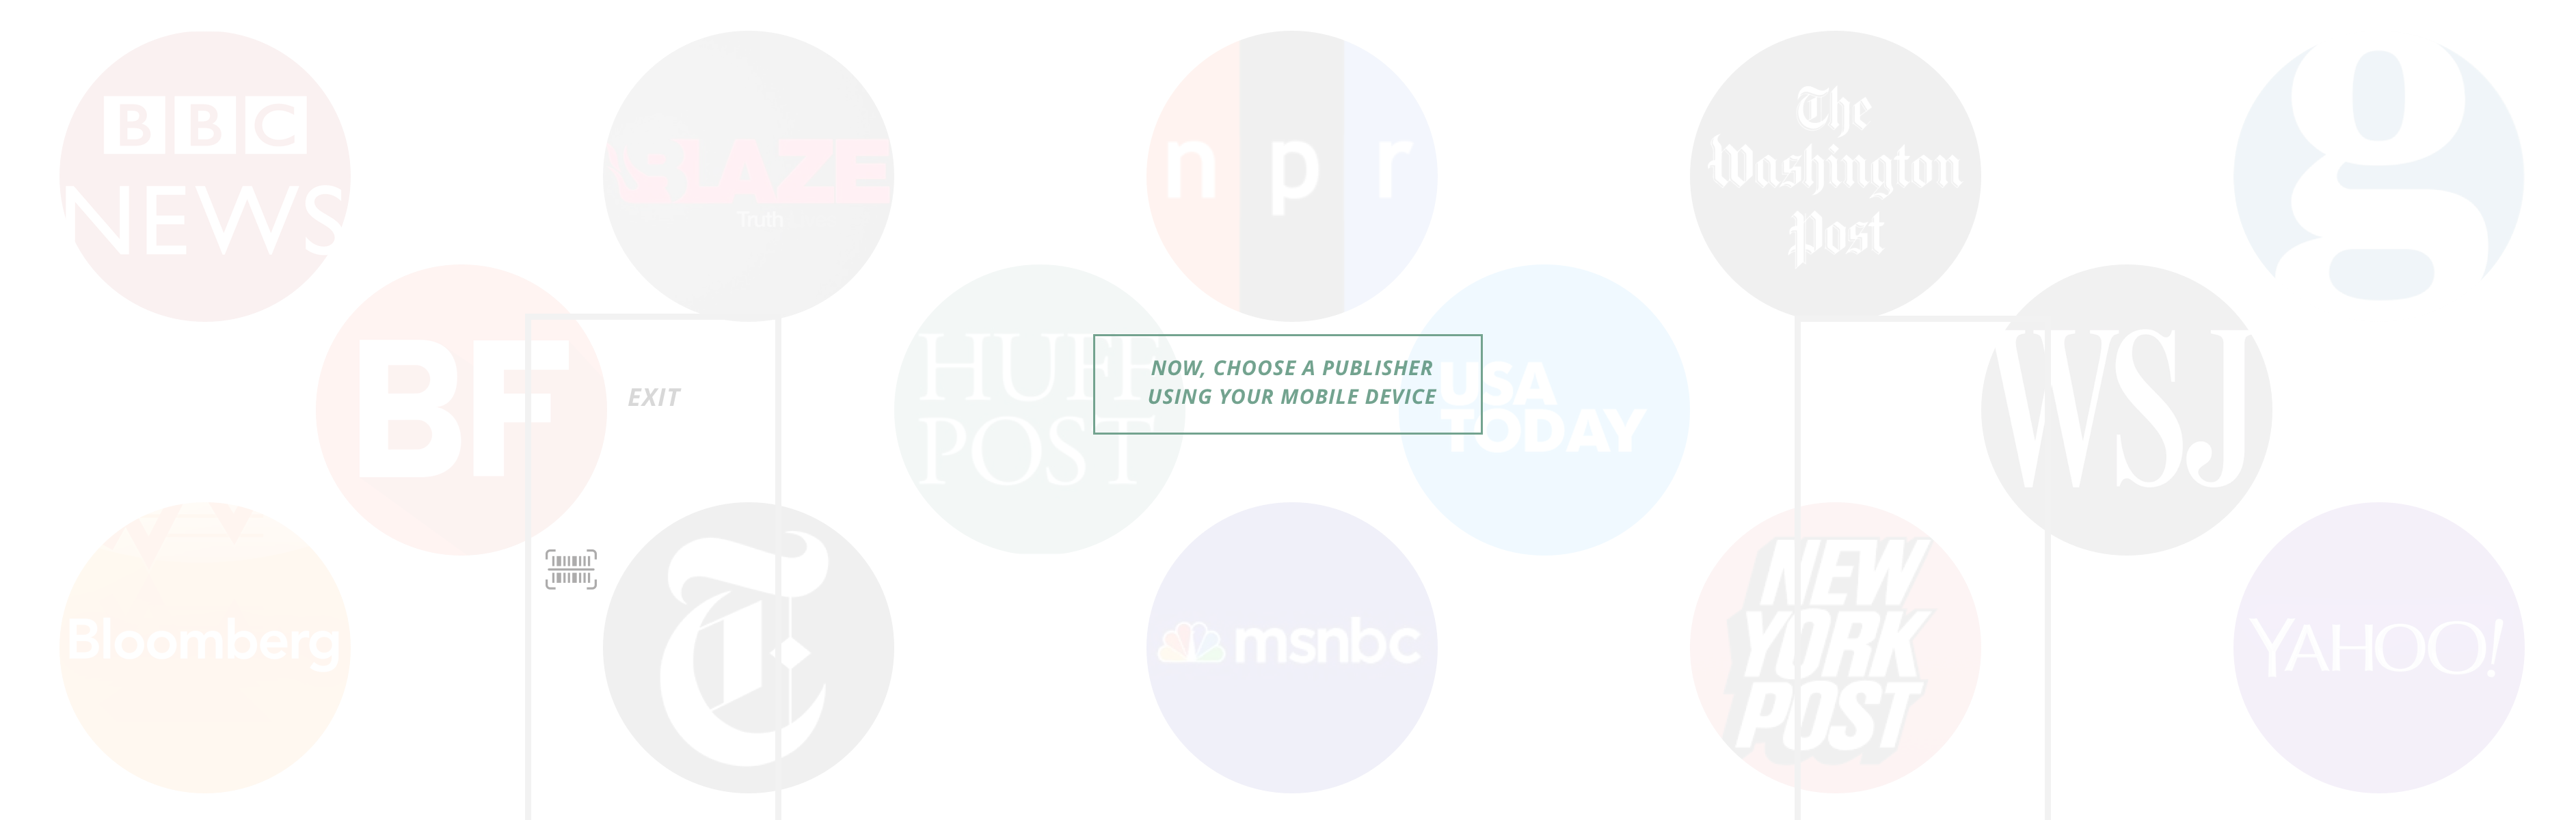 BBC
NEWS
BLAZE
Truth
npr
The
Washington
Post
g
BF
EXIT
HUFF
POST
NOW, CHOOSE A PUBLISHER
USING YOUR MOBILE DEVICE
USA
TODAY
WSJ
Bloomberg
T
msnbc
NEW
YORK
POST
YAHOO!